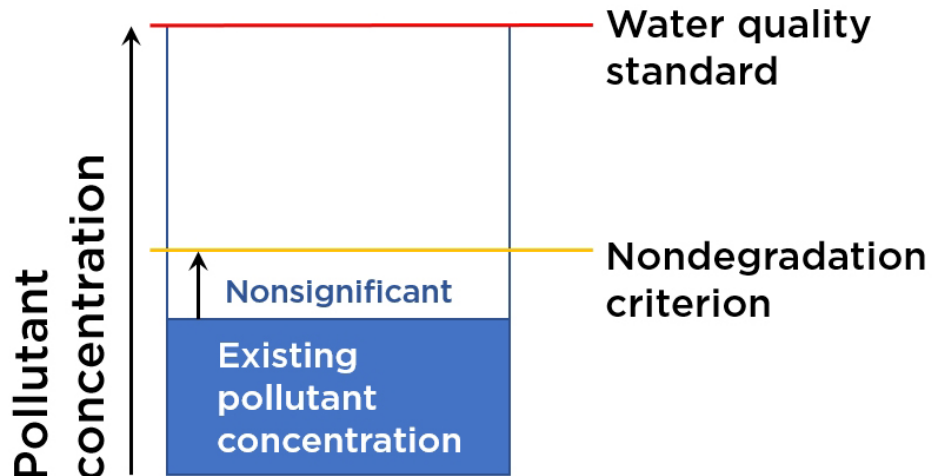 Pollutant
concentration
Water quality
standard
Nondegradation
criterion
Nonsignificant
Existing
pollutant
concentration